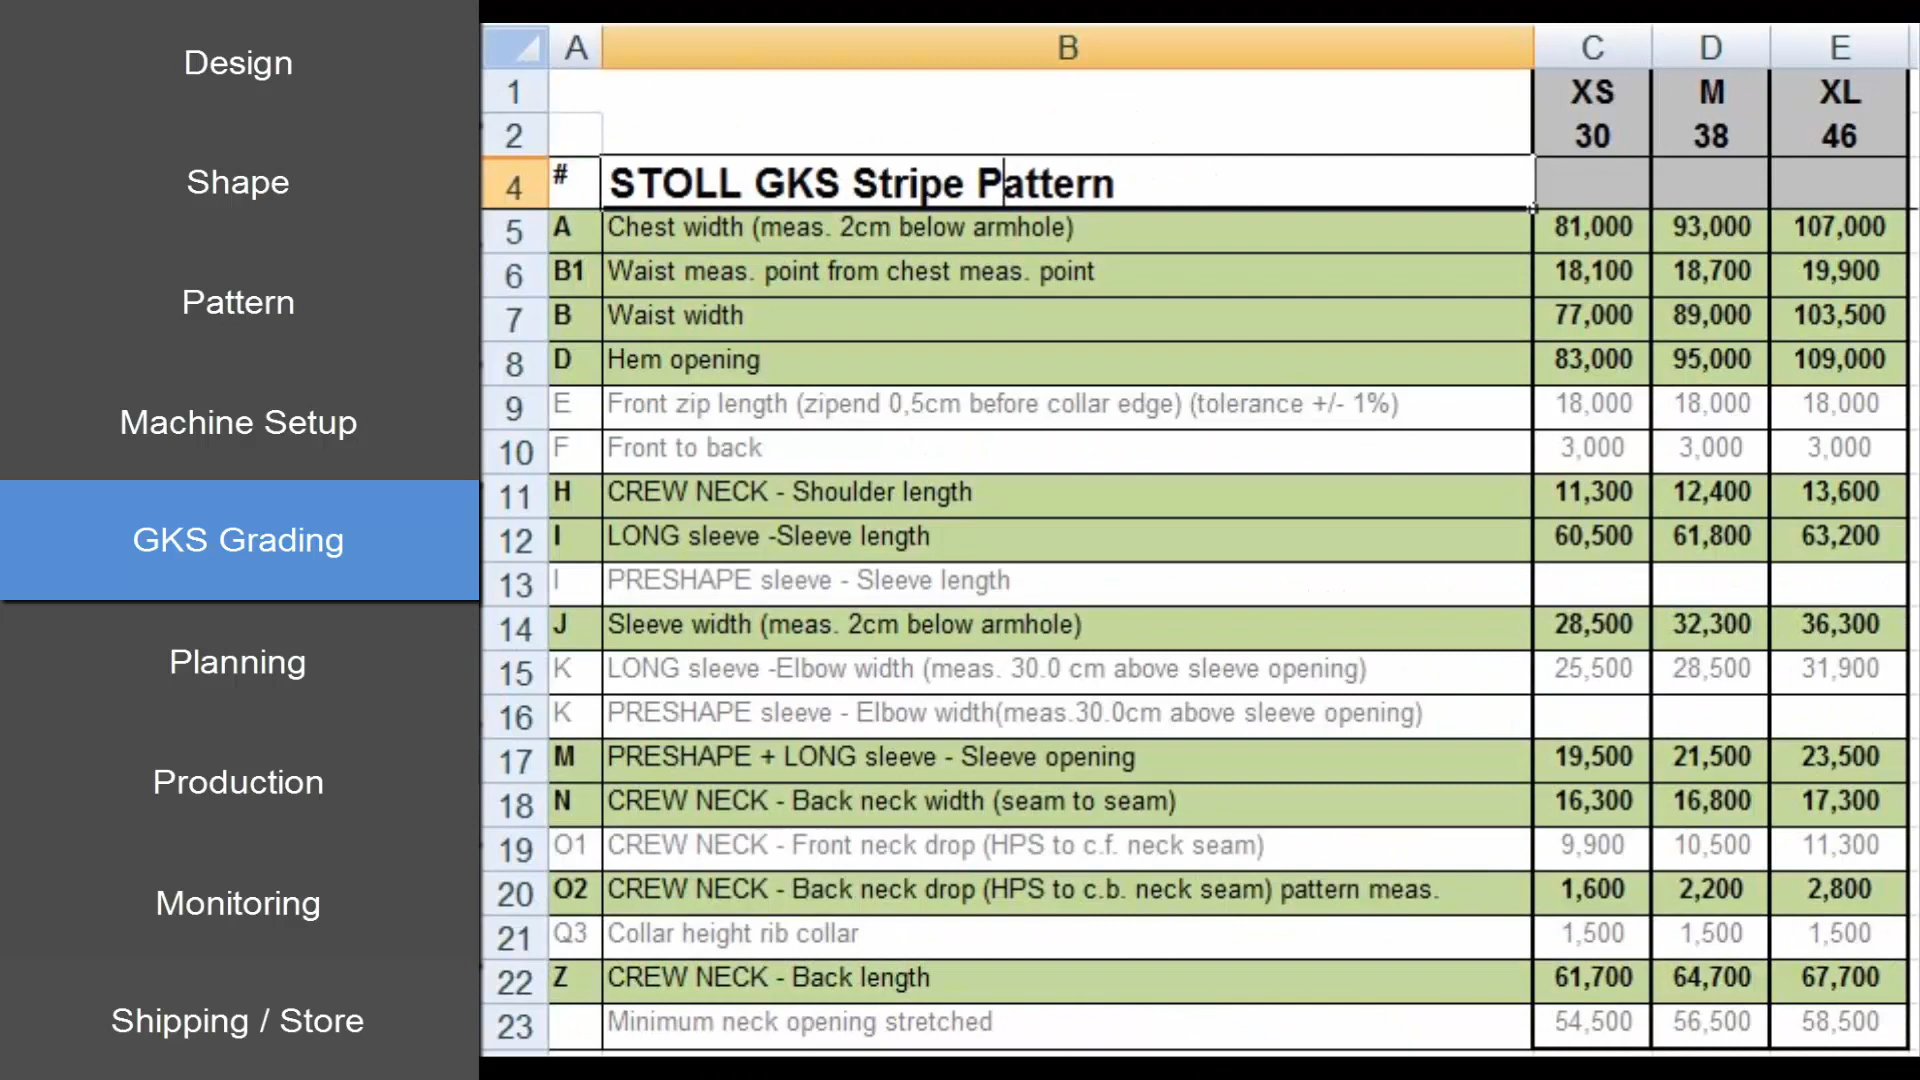 Design
Shape
Pattern
Machine Setup
GKS Grading
Planning
Production
Monitoring
Shipping / Store
A B C D E
1 XS M XL
2 30 38 46
4 # STOLL GKS Stripe Pattern
5 A Chest width (meas. 2cm below armhole) 81,000 93,000 107,000
6 B1 Waist meas. point from chest meas. point 18,100 18,700 19,900
7 B Waist width 77,000 89,000 103,500
8 D Hem opening 83,000 95,000 109,000
9 E Front zip length (zipend 0,5cm before collar edge) (tolerance +/- 1%) 18,000 18,000 18,000
10 F Front to back 3,000 3,000 3,000
11 H CREW NECK - Shoulder length 11,300 12,400 13,600
12 I LONG sleeve -Sleeve length 60,500 61,800 63,200
13 I PRESHAPE sleeve - Sleeve length
14 J Sleeve width (meas. 2cm below armhole) 28,500 32,300 36,300
15 K LONG sleeve -Elbow width (meas. 30.0 cm above sleeve opening) 25,500 28,500 31,900
16 K PRESHAPE sleeve - Elbow width(meas.30.0cm above sleeve opening)
17 M PRESHAPE + LONG sleeve - Sleeve opening 19,500 21,500 23,500
18 N CREW NECK - Back neck width (seam to seam) 16,300 16,800 17,300
19 O1 CREW NECK - Front neck drop (HPS to c.f. neck seam) 9,900 10,500 11,300
20 O2 CREW NECK - Back neck drop (HPS to c.b. neck seam) pattern meas. 1,600 2,200 2,800
21 Q3 Collar height rib collar 1,500 1,500 1,500
22 Z CREW NECK - Back length 61,700 64,700 67,700
23 Minimum neck opening stretched 54,500 56,500 58,500